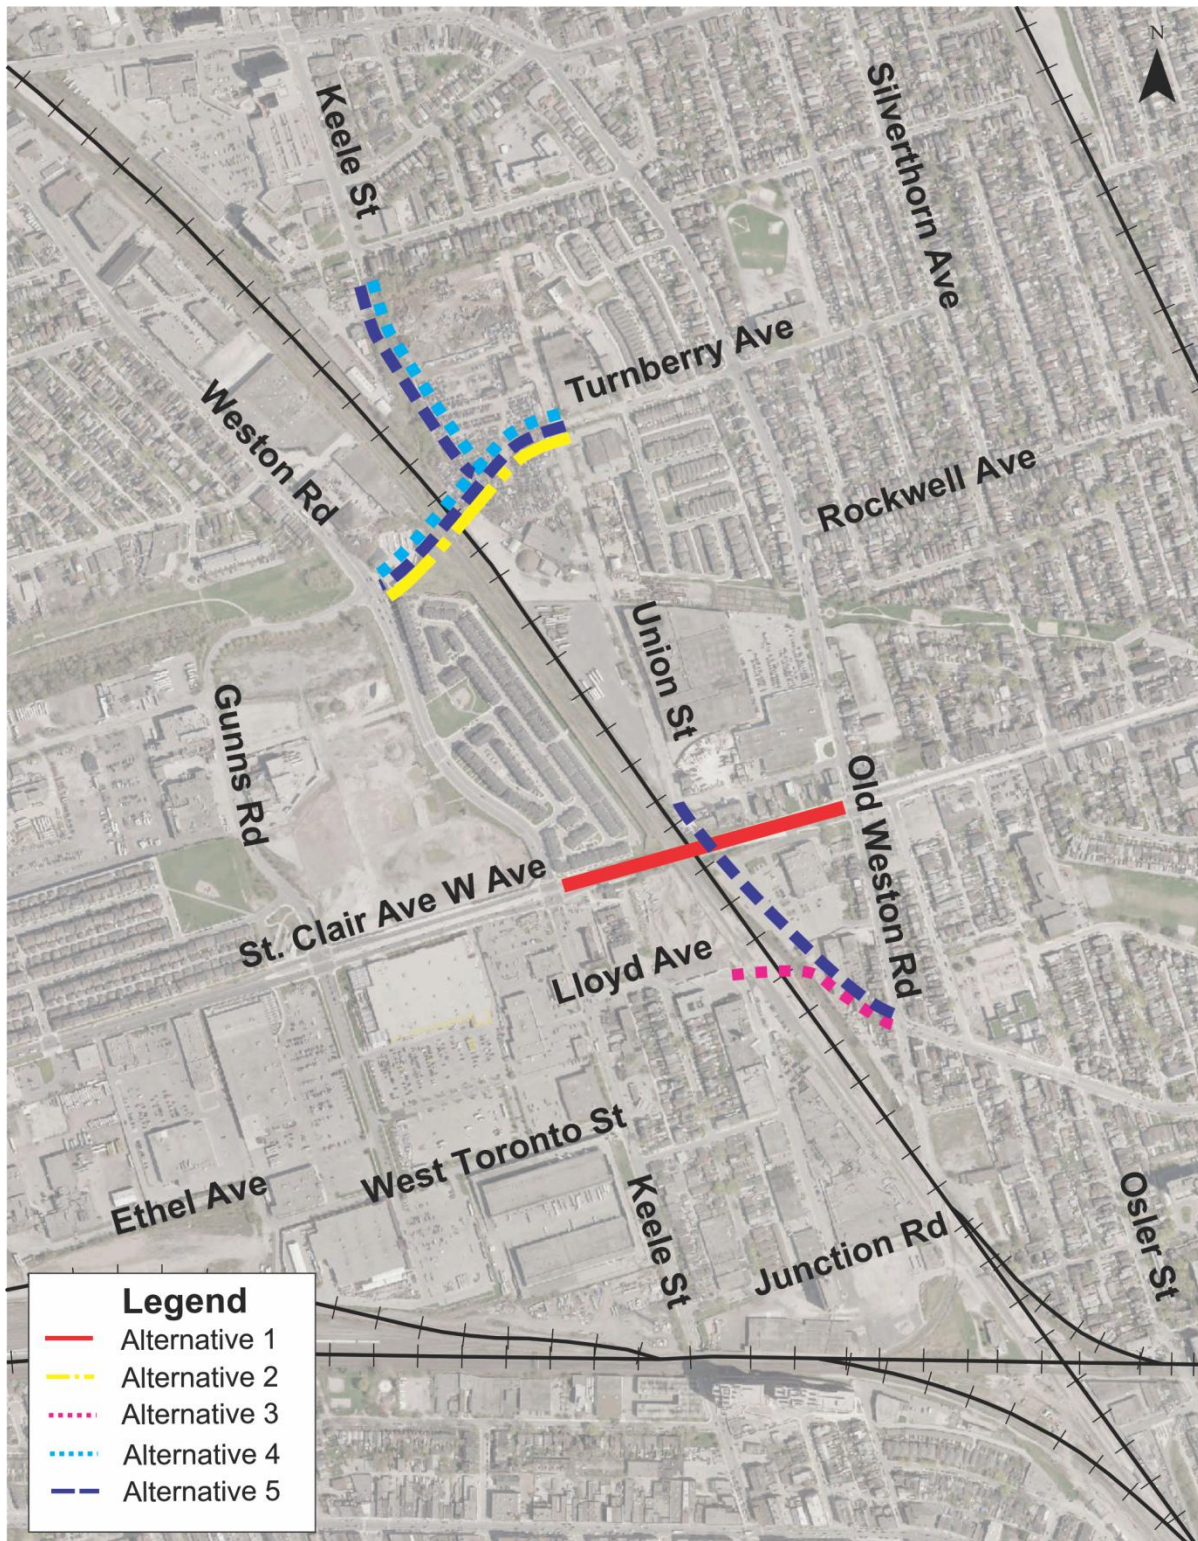 N
Keele St
Silverthorn Ave
Turnberry Ave
Weston Rd
Rockwell Ave
Union St
Gunns Rd
Old Weston Rd
St. Clair Ave W Ave
Lloyd Ave
West Toronto St
Ethel Ave
Keele St
Junction Rd
Osler St
Legend
Alternative 1
Alternative 2
Alternative 3
Alternative 4
Alternative 5